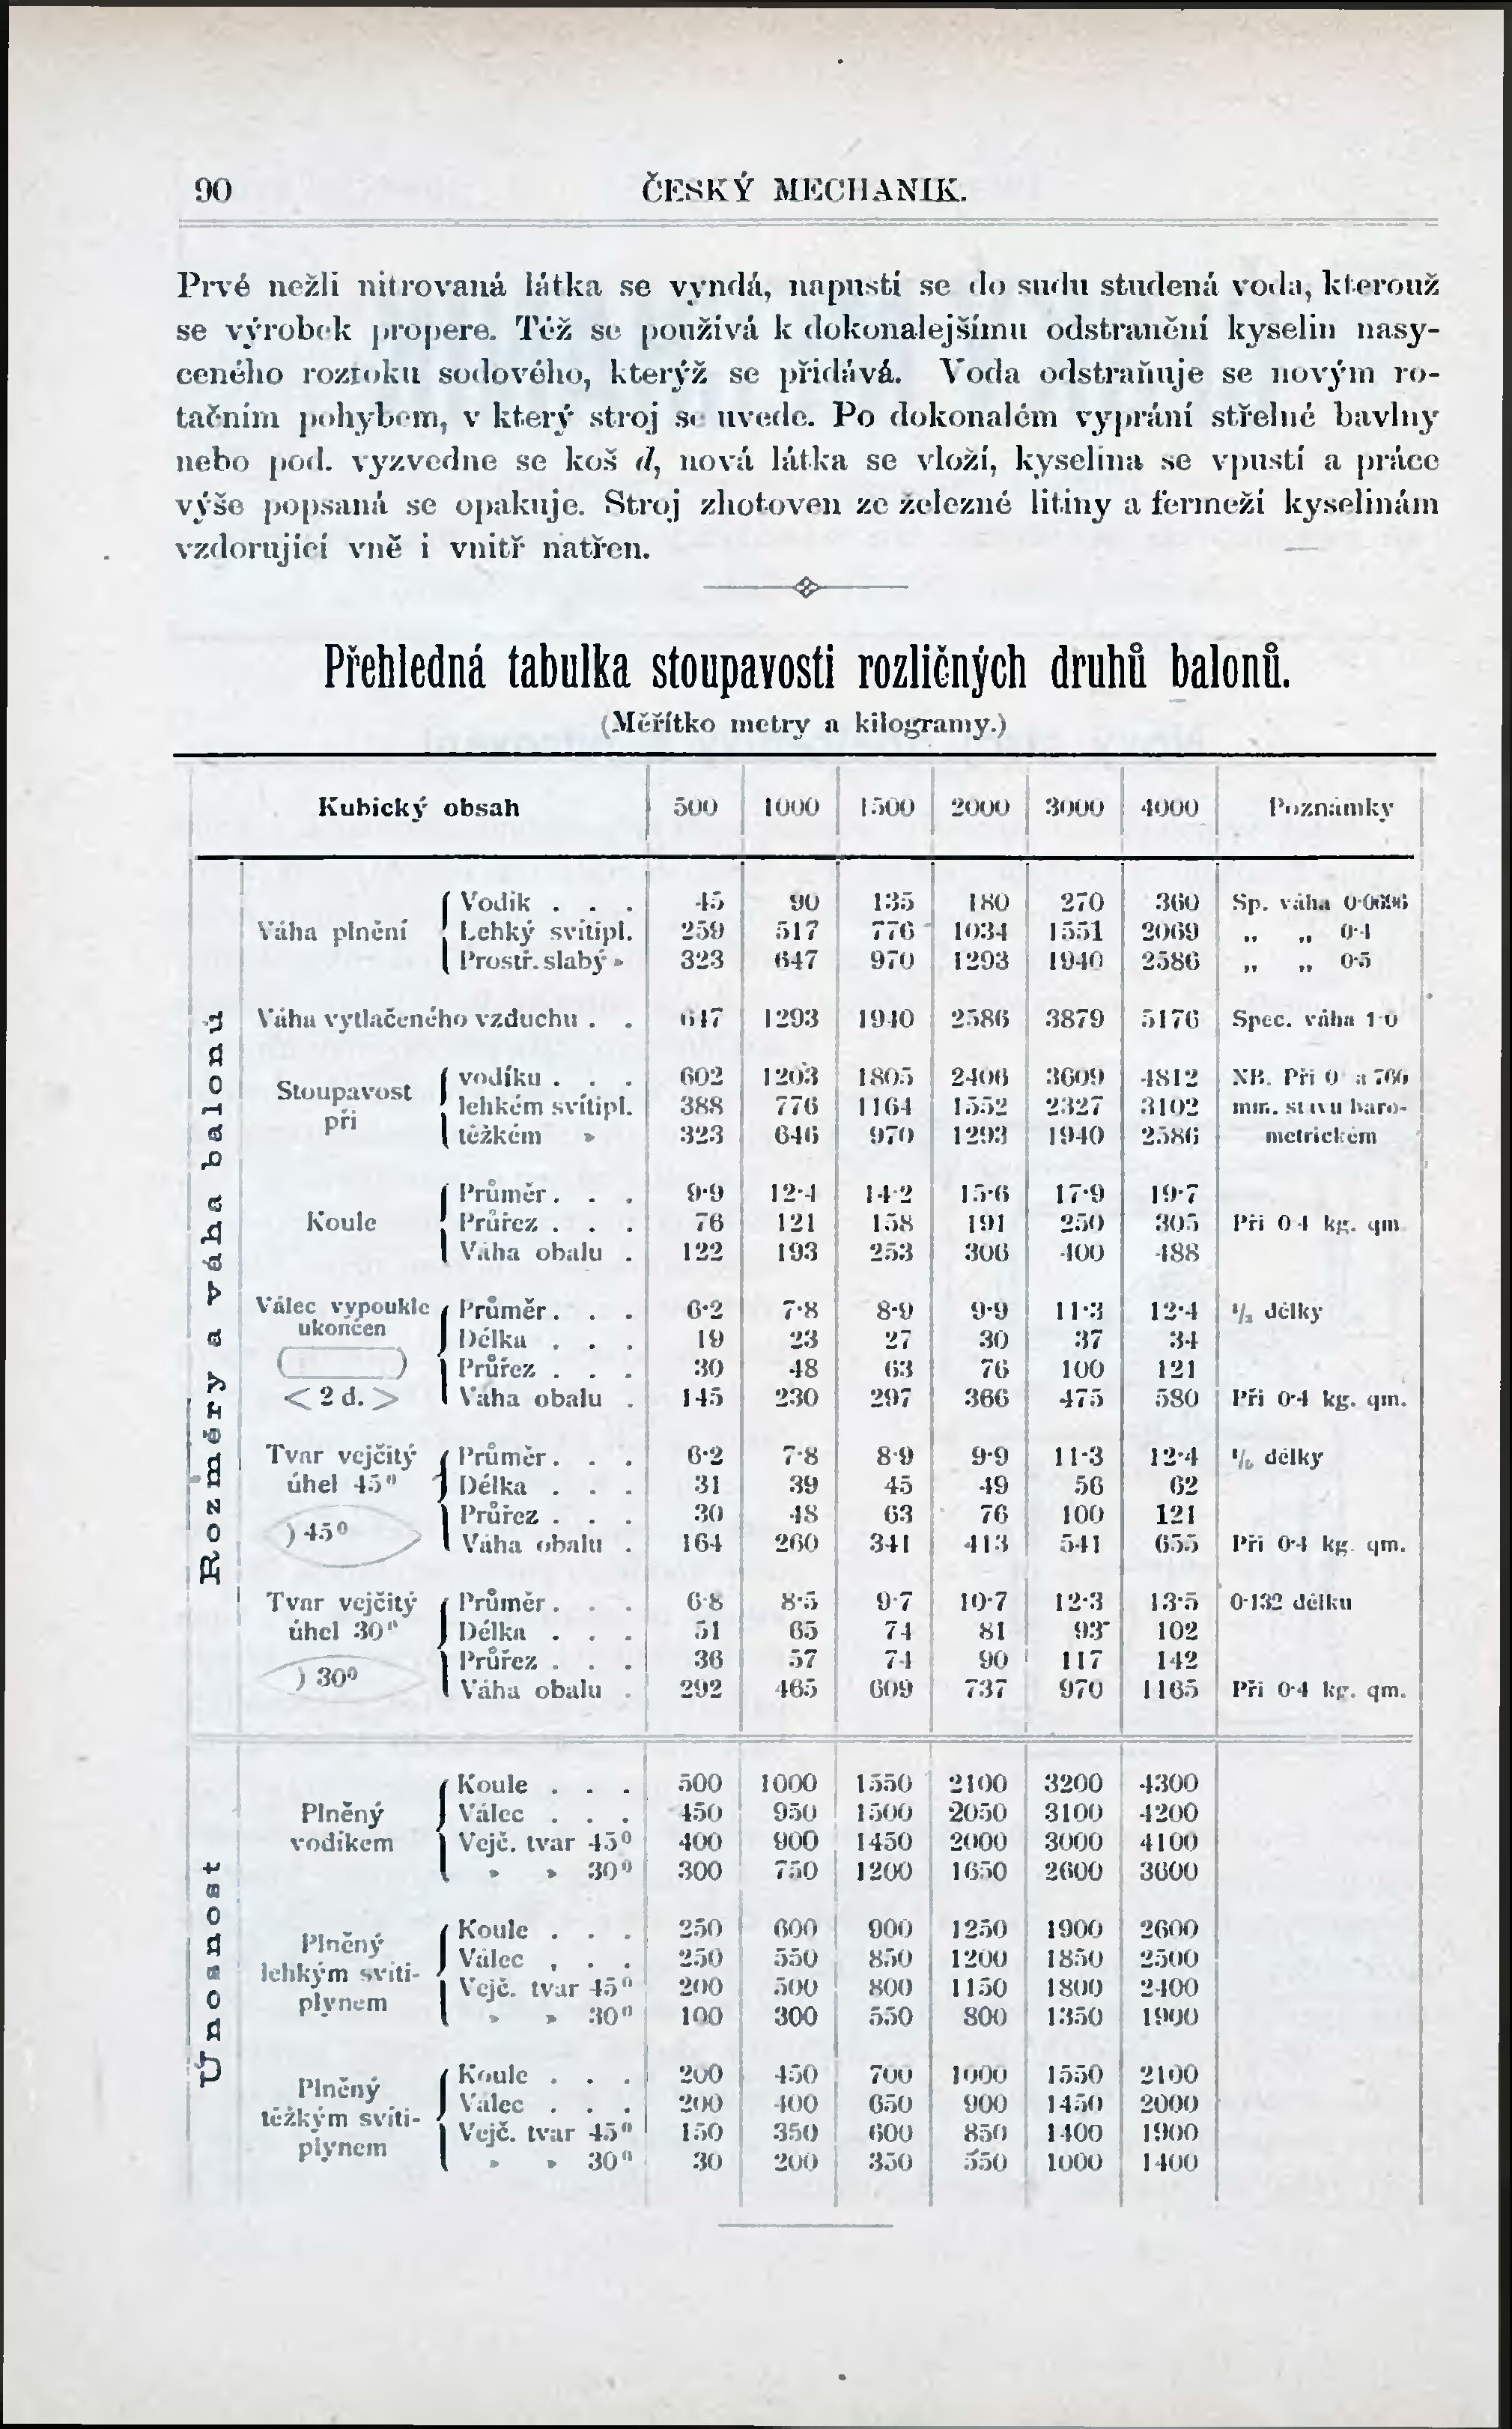 90
ČESKÝ MECHANIK.
Prvé nežli nitrovaná látka se vyndá, napustí se do sudu studená voda, kterouž
se výrobek propere. Též se používá k dokonalejšímu odstranění kyselin nasy-
ceného roztoku sodového, kterýž se přidává. Voda odstraňuje se novým ro-
tačním pohybem, v který stroj se uvede. Po dokonalém vyprání střelné bavlny
nebo pod. vyzvedne se koš d, nová látka se vloží, kyselina se vpustí a práce
výše popsaná se opakuje. Stroj zhotoven ze železné litiny a fermeží kyselinám
vzdorující vně i vnitř natřen.
Přehledná tabulka stoupavosti rozličných druhů balonů.
(Měřítko metry a kilogramy.)
Kubický obsah 500 1000 1500 2000 3000 4000 Poznámky
Rozměry a váha balonů
Váha plnění
Vodík . . . 45 90 135 180 270 360 Sp. váha 0·0696
Lehký svítipl. 259 517 776 1034 1551 2069 „ „ 0·4
Prostř. slabý » 323 647 970 1293 1940 2586 „ „ 0·5
Váha vytlačeného vzduchu . . 647 1293 1940 2586 3879 5176 Spec. váha 1·0
Stoupavost při
vodíku . . . 602 1203 1805 2406 3609 4812 NB. Při 0 a 760
lehkém svítipl. 388 776 1164 1552 2327 3102 mm. stavu baro-
těžkém » 323 646 970 1293 1940 2586 metrickém
Koule
Průměr . . . 9·9 12·4 14·2 15·6 17·9 19·7
Průřez . . . 76 121 158 191 250 305 Při 0·4 kg. qm
Váha obalu . 122 193 253 306 400 488
Válec vypoukle
ukončen
< 2 d. >
Průměr . . . 6·2 7·8 8·9 9·9 11·3 12·4 1/3 délky
Délka . . . 19 23 27 30 37 34
Průřez . . . 30 48 63 76 100 121
Váha obalu . 145 230 297 366 475 580 Při 0·4 kg. qm.
Tvar vejčitý
úhel 45⁰
) 45⁰
Průměr . . . 6·2 7·8 8·9 9·9 11·3 12·4 délky
Délka . . . 31 39 45 49 56 62
Průřez . . . 30 48 63 76 100 121
Váha obalu . 164 260 341 413 541 655 Při 0·4 kg. qm.
Tvar vejčitý
úhel 30⁰
) 30⁰
Průměr . . . 6·8 8·5 9·7 10·7 12·3 13·5 0·132 délku
Délka . . . 51 65 74 81 93 102
Průřez . . . 36 57 74 90 117 142
Váha obalu . 292 465 609 737 970 1165 Při 0·4 kg. qm.
Únosnost
Plněný
vodíkem
Koule . . . 500 1000 1550 2100 3200 4300
Válec . . . 450 950 1500 2050 3100 4200
Vejč. tvar 45⁰ 400 900 1450 2000 3000 4100
» » 30⁰ 300 750 1200 1650 2600 3600
Plněný
lehkým svíti-
plynem
Koule . . . 250 600 900 1250 1900 2600
Válec . . . 250 550 850 1200 1850 2500
Vejč. tvar 45⁰ 200 500 800 1150 1800 2400
» » 30⁰ 100 300 550 800 1350 1900
Plněný
těžkým svíti-
plynem
Koule . . . 200 450 700 1000 1550 2100
Válec . . . 200 400 650 900 1450 2000
Vejč. tvar 45⁰ 150 350 600 850 1400 1900
» » 30⁰ 30 200 350 550 1000 1400